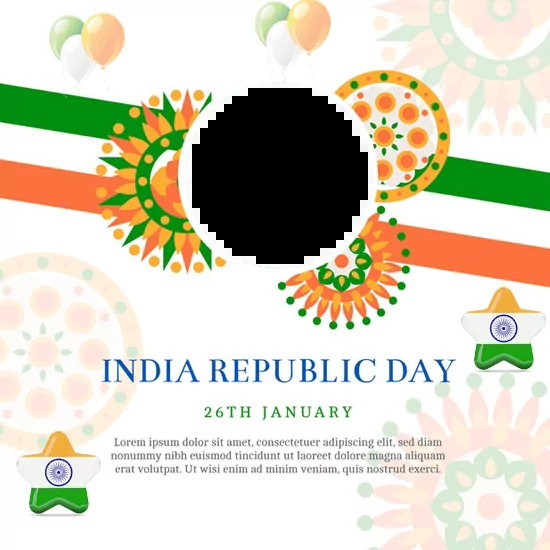 INDIA REPUBLIC DAY
26TH JANUARY
Lorem ipsum dolor sit amet, consectetuer adipiscing elit, sed diam
nonummy nibh euismod tincidunt ut laoreet dolore magna aliquam
erat volutpat. Ut wisi enim ad minim veniam, quis nostrud exerci.